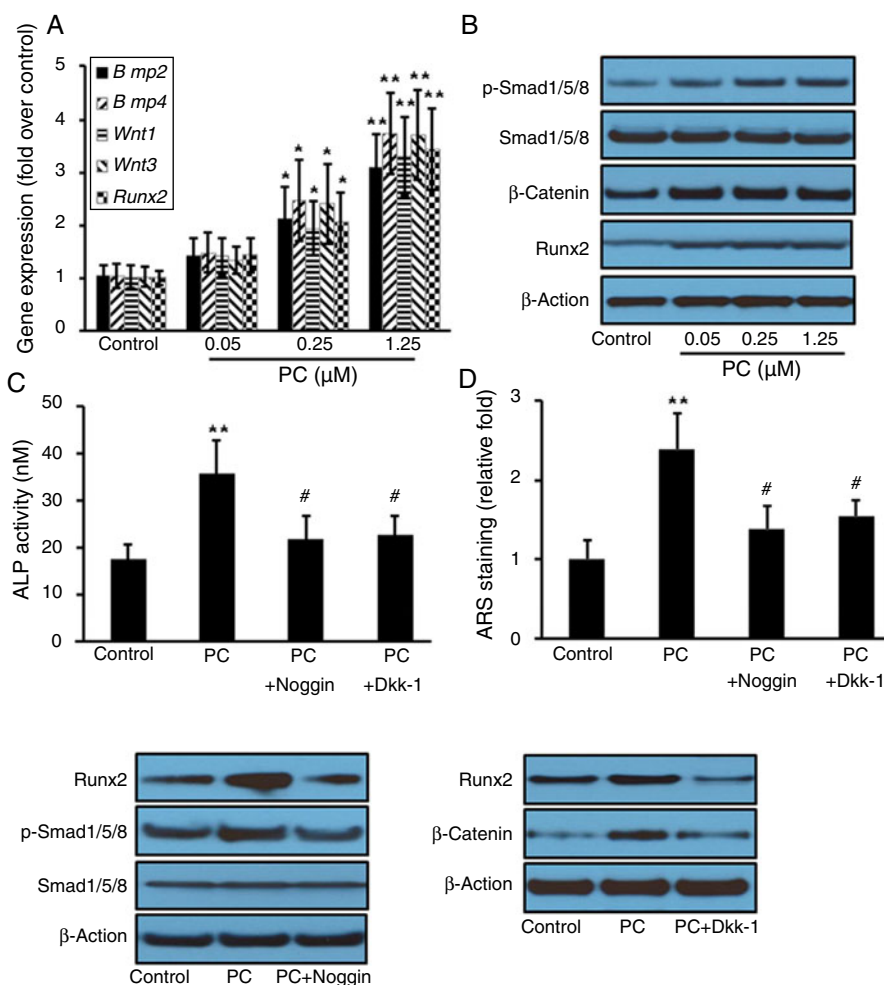 A
Gene expression (fold over control)
5
4
3
2
1
0
B mp2
B mp4
Wnt1
Wnt3
Runx2
* * * * *
** ** ** ** **
Control 0.05 0.25 1.25
PC (µM)
B
p-Smad1/5/8
Smad1/5/8
β-Catenin
Runx2
β-Action
Control 0.05 0.25 1.25
PC (µM)
C
ALP activity (nM)
50
40
30
20
10
0
**
#
#
Control PC PC PC
+Noggin +Dkk-1
D
ARS staining (relative fold)
3
2
1
0
**
#
#
Control PC PC PC
+Noggin +Dkk-1
Runx2
p-Smad1/5/8
Smad1/5/8
β-Action
Control PC PC+Noggin
Runx2
β-Catenin
β-Action
Control PC PC+Dkk-1